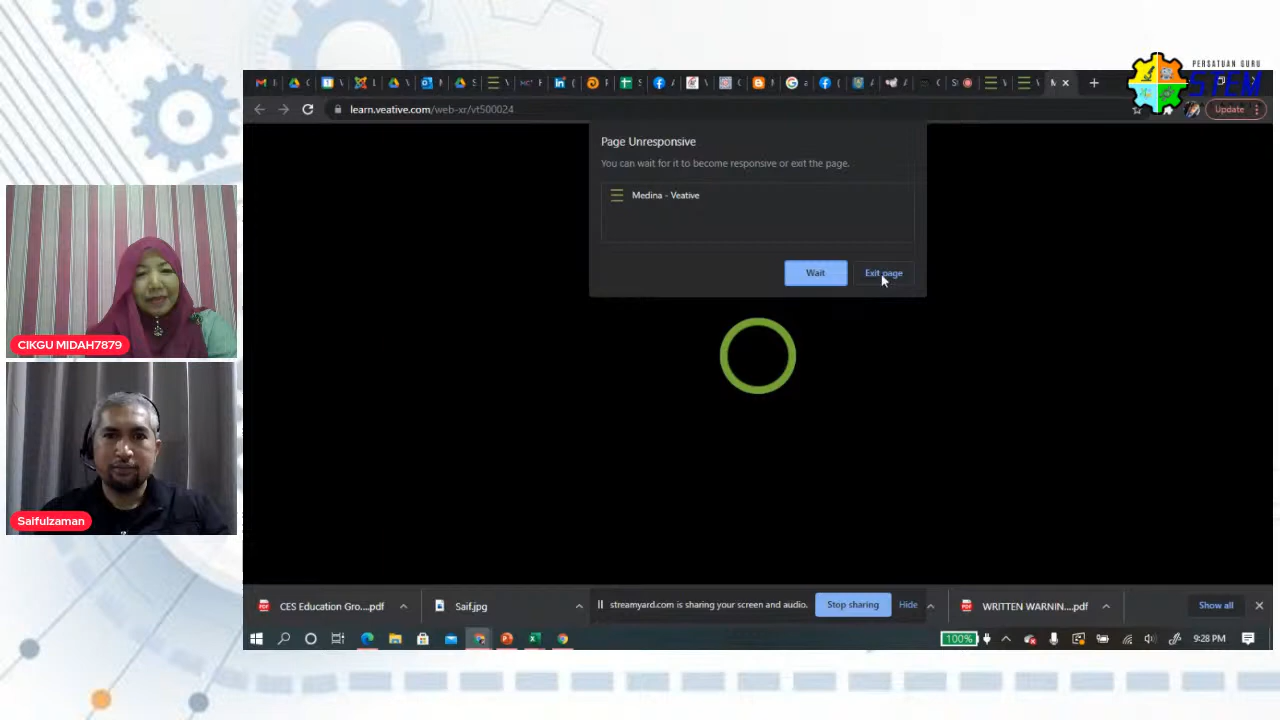 PERSATUAN GURU
STEM
learn.veative.com/web-xr/vt500024
Update
Page Unresponsive
You can wait for it to become responsive or exit the page.
Medina - Veative
Wait
Exit page
CIKGU MIDAH7879
Saifulzaman
CES Education Gro....pdf
Saif.jpg
streamyard.com is sharing your screen and audio.
Stop sharing
Hide
WRITTEN WARNIN....pdf
Show all
100%
9:28 PM